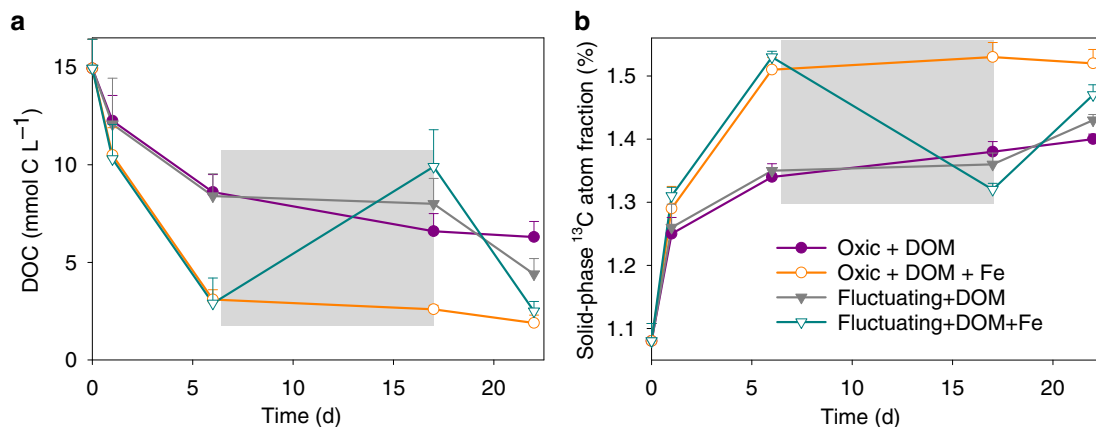 a
DOC (mmol C L⁻¹)
15
10
5
0
0 5 10 15 20
Time (d)
b
Solid-phase ¹³C atom fraction (%)
1.5
1.4
1.3
1.2
1.1
0 5 10 15 20
Time (d)
Oxic + DOM
Oxic + DOM + Fe
Fluctuating+DOM
Fluctuating+DOM+Fe